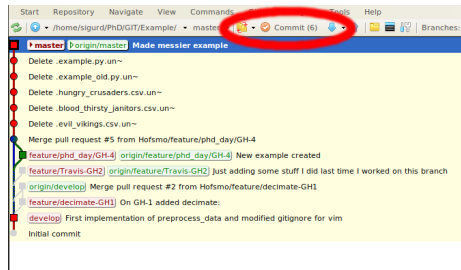 Start Repository Navigate View Commands Tools Help
/home/sigurd/PhD/GIT/Example/ master Commit (6) Branches:
master origin/master Made messier example
Delete .example.py.un~
Delete .example_old.py.un~
Delete .hungry_crusaders.csv.un~
Delete .blood_thirsty_janitors.csv.un~
Delete .evil_vikings.csv.un~
Merge pull request #5 from Hofsmo/feature/phd_day/GH-4
feature/phd_day/GH-4 origin/feature/phd_day/GH-4 New example created
feature/Travis-GH2 origin/feature/Travis-GH2 Just adding some stuff I did last time I worked on this branch
origin/develop Merge pull request #2 from Hofsmo/feature/decimate-GH1
feature/decimate-GH1 On GH-1 added decimate:
develop First implementation of preprocess_data and modified gitignore for vim
Initial commit